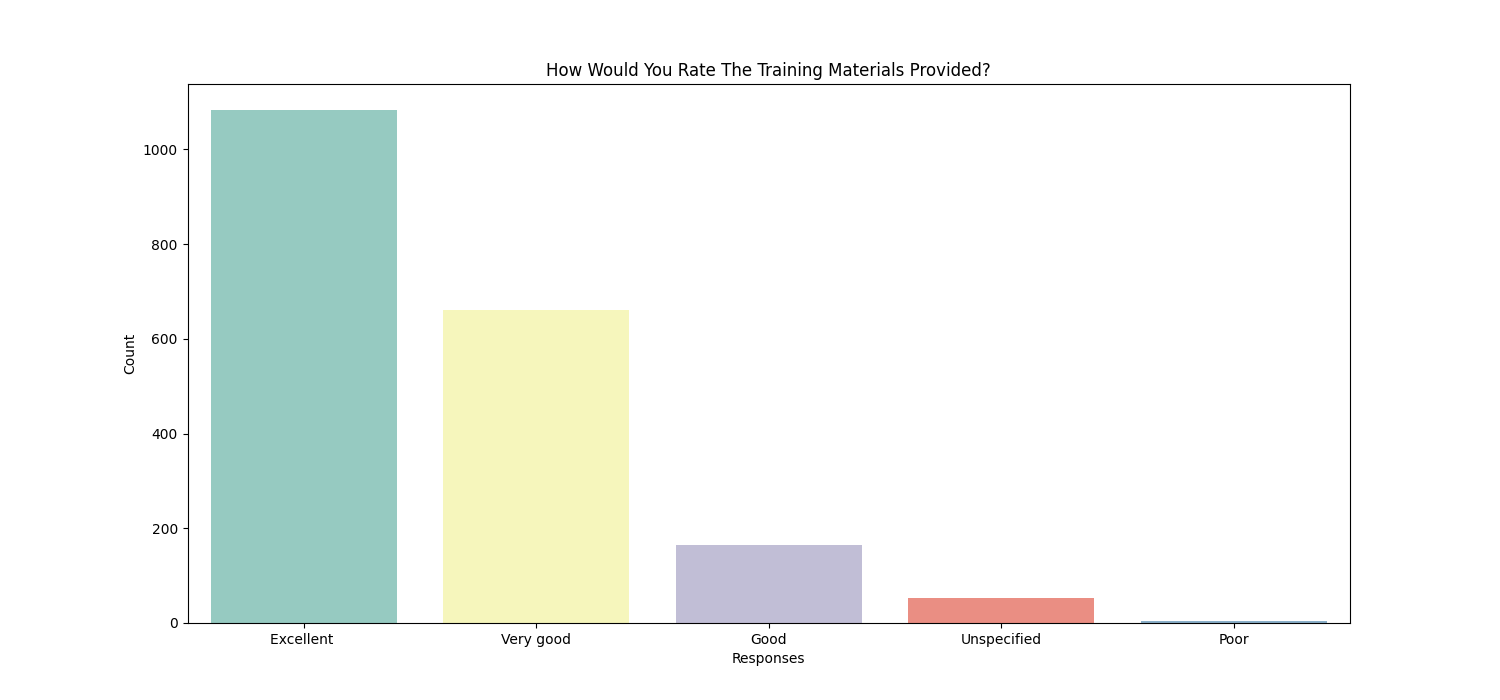 How Would You Rate The Training Materials Provided?
Count
1000
800
600
400
200
0
Excellent Very good Good Unspecified Poor
Responses